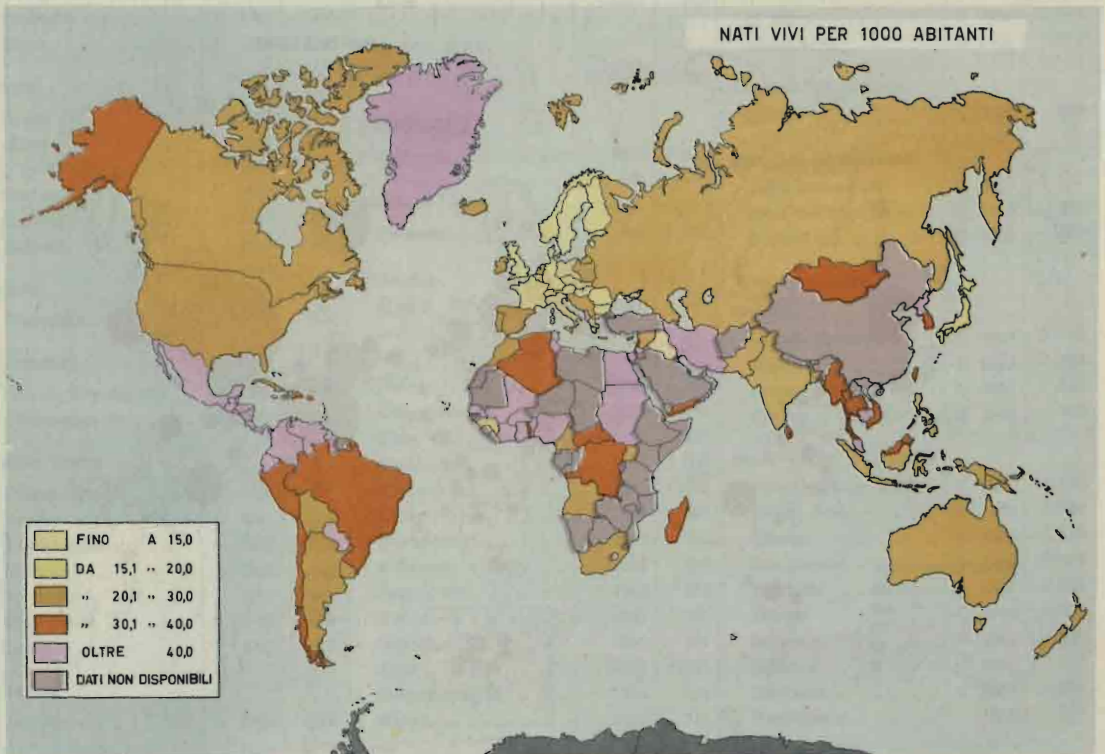 NATI VIVI PER 1000 ABITANTI
FINO A 15,0
DA 15,1 " 20,0
" 20,1 " 30,0
" 30,1 " 40,0
OLTRE 40,0
DATI NON DISPONIBILI